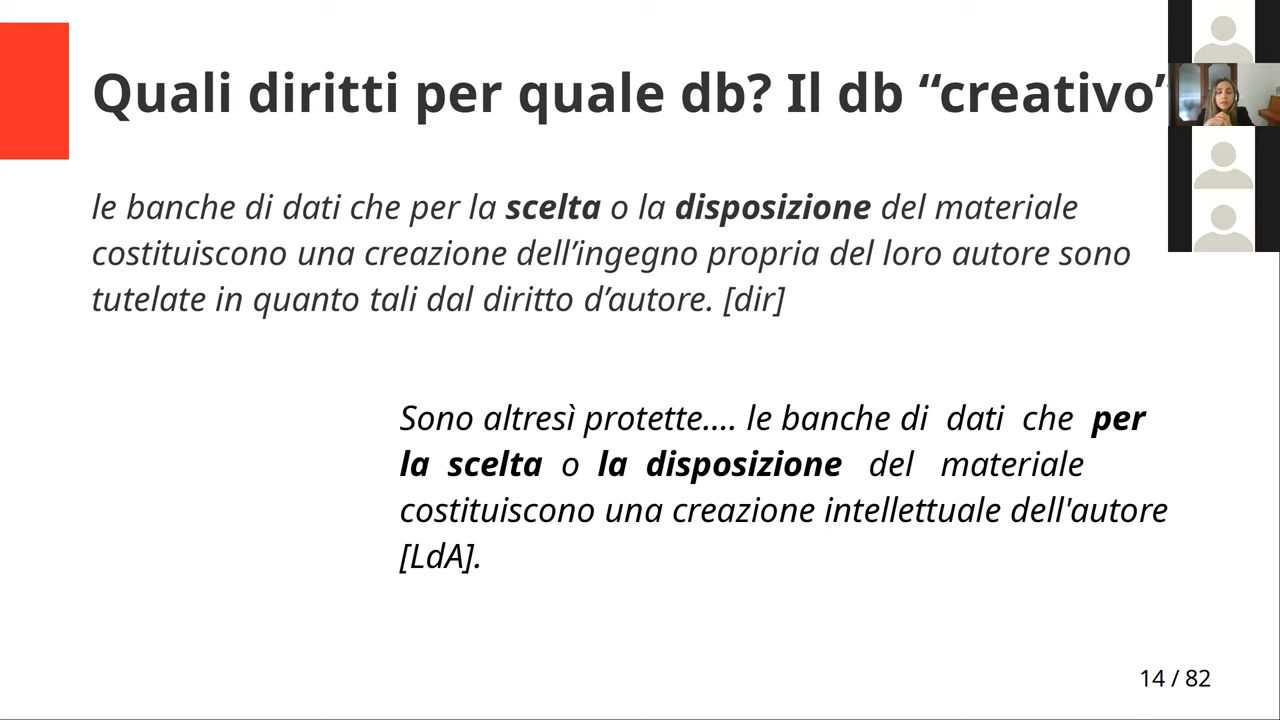 Quali diritti per quale db? Il db “creativo”
le banche di dati che per la scelta o la disposizione del materiale
costituiscono una creazione dell’ingegno propria del loro autore sono
tutelate in quanto tali dal diritto d’autore. [dir]
Sono altresì protette.... le banche di dati che per
la scelta o la disposizione del materiale
costituiscono una creazione intellettuale dell'autore
[LdA].
14 / 82